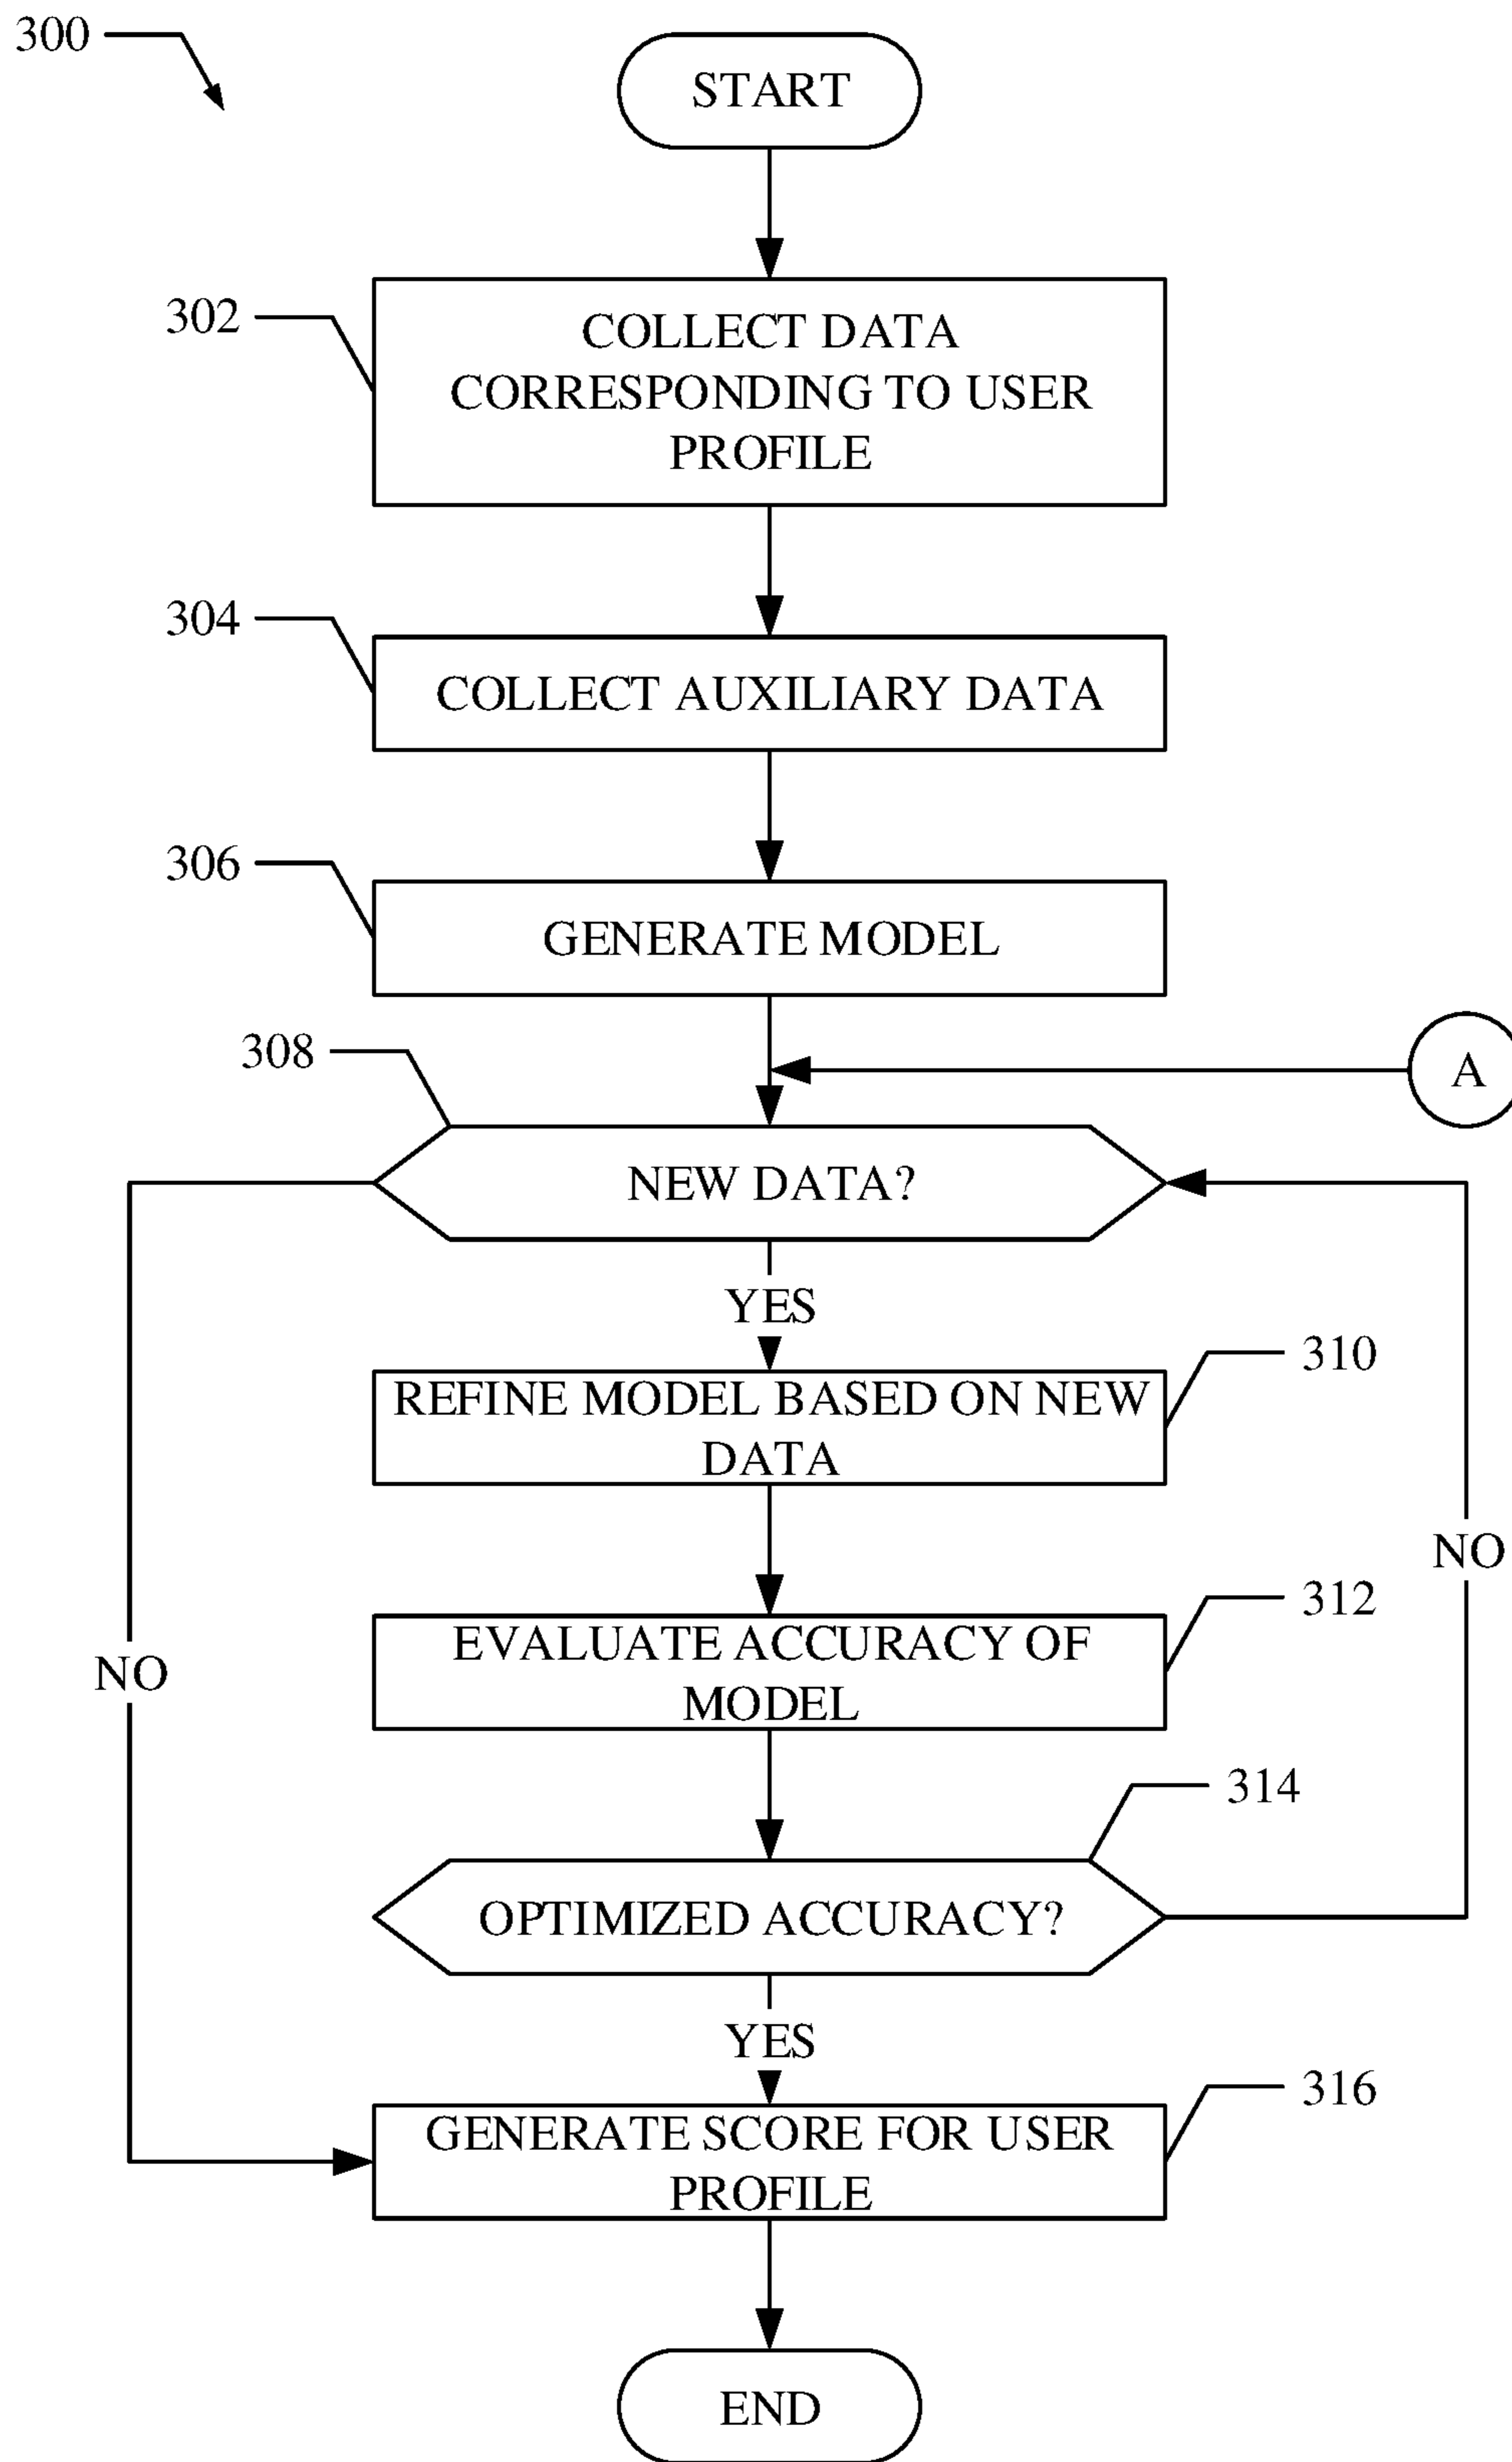 300
START
302
COLLECT DATA
CORRESPONDING TO USER
PROFILE
304
COLLECT AUXILIARY DATA
306
GENERATE MODEL
308
A
NEW DATA?
YES
310
REFINE MODEL BASED ON NEW
DATA
NO
312
EVALUATE ACCURACY OF
MODEL
NO
314
OPTIMIZED ACCURACY?
YES
316
GENERATE SCORE FOR USER
PROFILE
END